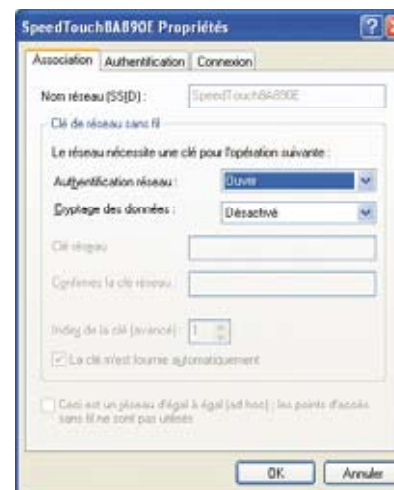 SpeedTouchBA890E Propriétés
Association Authentification Connexion
Nom réseau (SSID) : SpeedTouchBA890E
Clé de réseau sans fil
Le réseau nécessite une clé pour l'opération suivante :
Authentification réseau : Ouvrir
Cryptage des données : Désactivé
Clé réseau
Confirmez la clé réseau :
Index de la clé (avancé) : 1
La clé m'est fournie automatiquement
Ceci est un réseau d'égal à égal (ad hoc) ; les points d'accès
sans fil ne sont pas utilisés
OK Annuler